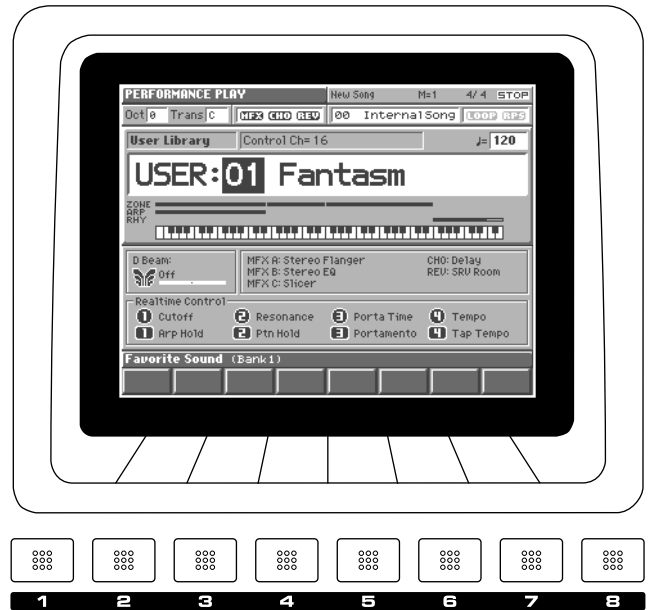 PERFORMANCE PLAY New Song M=1 4/ 4 STOP
Oct 0 Trans C MFX CHO REV 00 InternalSong LOOP RPS
User Library Control Ch= 16 ♩= 120
USER:01 Fantasm
ZONE
ARP
RHY
D Beam: MFX A: Stereo Flanger CHO: Delay
Off MFX B: Stereo EQ REV: SRV Room
MFX C: Slicer
Realtime Control
1 Cutoff 2 Resonance 3 Porta Time 4 Tempo
1 Arp Hold 2 Ptn Hold 3 Portamento 4 Tap Tempo
Favorite Sound (Bank1)
1 2 3 4 5 6 7 8